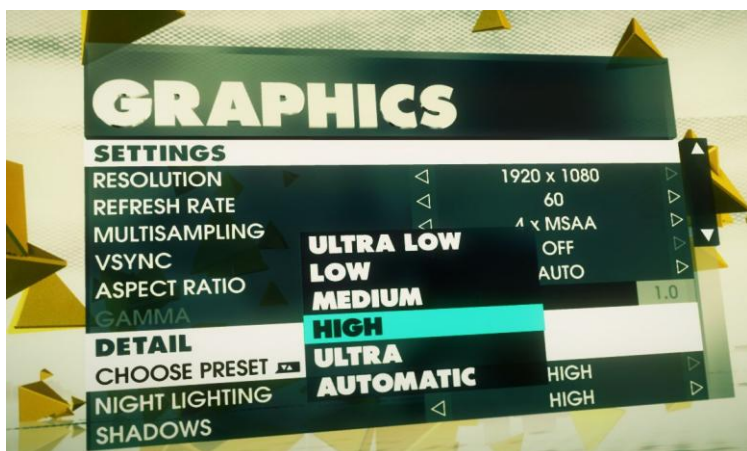 GRAPHICS
SETTINGS
RESOLUTION 1920 x 1080
REFRESH RATE 60
MULTISAMPLING 4 x MSAA
VSYNC OFF
ASPECT RATIO AUTO
GAMMA 1.0
ULTRA LOW
LOW
MEDIUM
HIGH
ULTRA
AUTOMATIC
DETAIL
CHOOSE PRESET
NIGHT LIGHTING HIGH
SHADOWS HIGH